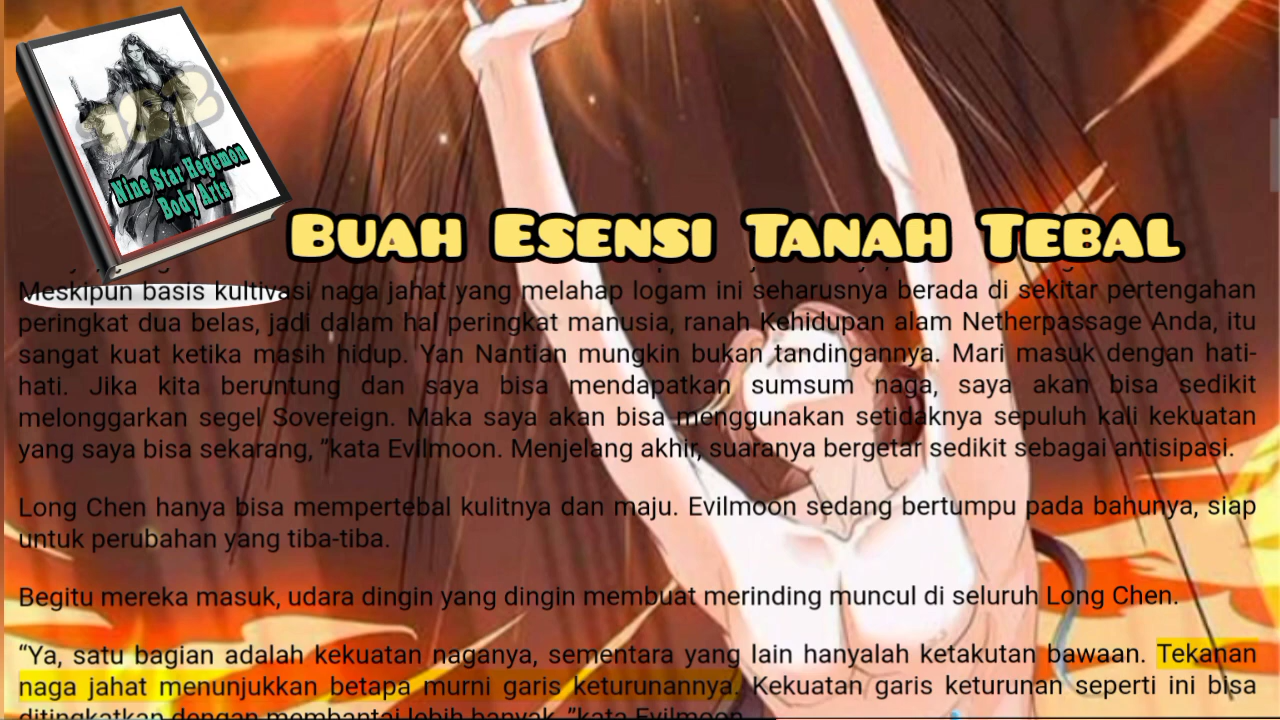 Nine Star Hegemon
Body Arts
BUAH ESENSI TANAH TEBAL
Meskipun basis kultivasi naga jahat yang melahap logam ini seharusnya berada di sekitar pertengahan
peringkat dua belas, jadi dalam hal peringkat manusia, ranah Kehidupan alam Netherpassage Anda, itu
sangat kuat ketika masih hidup. Yan Nantian mungkin bukan tandingannya. Mari masuk dengan hati-
hati. Jika kita beruntung dan saya bisa mendapatkan sumsum naga, saya akan bisa sedikit
melonggarkan segel Sovereign. Maka saya akan bisa menggunakan setidaknya sepuluh kali kekuatan
yang saya bisa sekarang, ”kata Evilmoon. Menjelang akhir, suaranya bergetar sedikit sebagai antisipasi.
Long Chen hanya bisa mempertebal kulitnya dan maju. Evilmoon sedang bertumpu pada bahunya, siap
untuk perubahan yang tiba-tiba.
Begitu mereka masuk, udara dingin yang dingin membuat merinding muncul di seluruh Long Chen.
“Ya, satu bagian adalah kekuatan naganya, sementara yang lain hanyalah ketakutan bawaan. Tekanan
naga jahat menunjukkan betapa murni garis keturunannya. Kekuatan garis keturunan seperti ini bisa
ditingkatkan dengan membantai lebih banyak, ”kata Evilmoon.